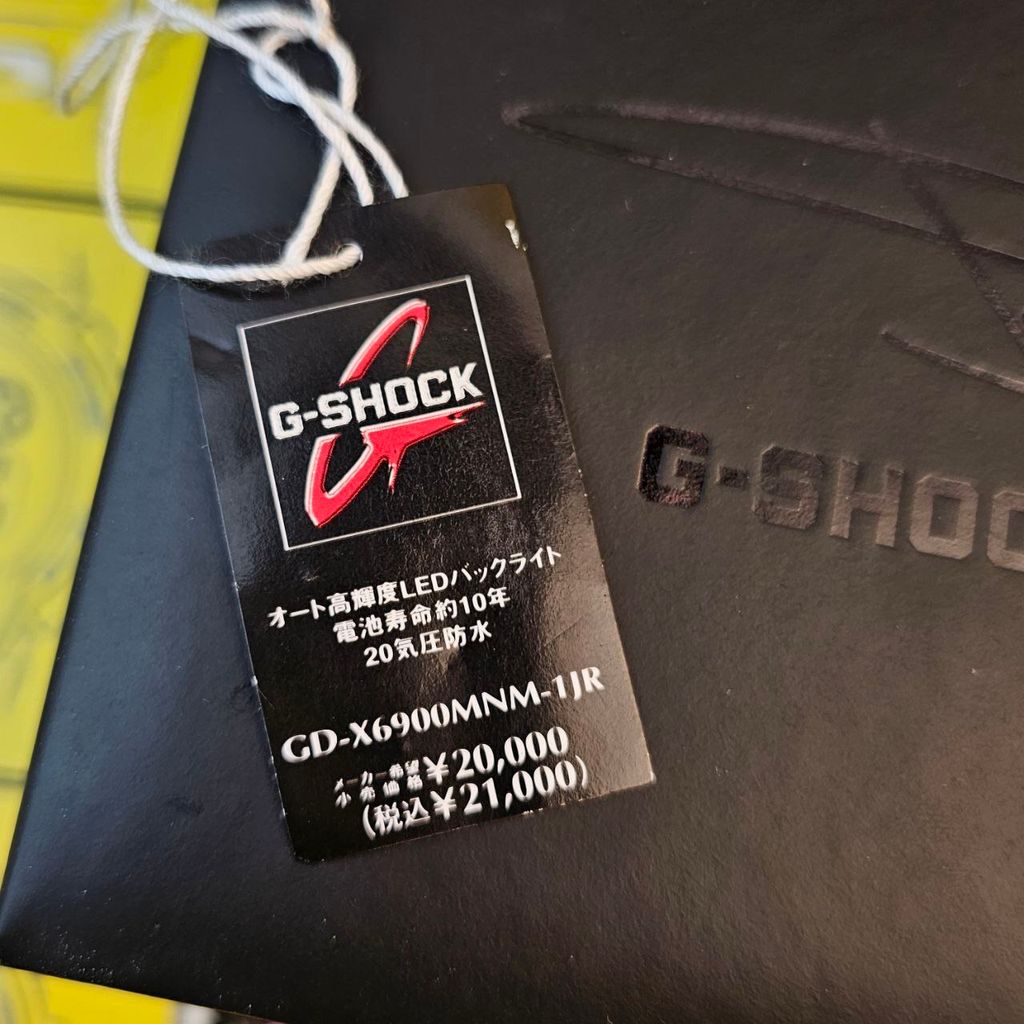 G-SHOCK
オート高輝度LEDバックライト
電池寿命約10年
20気圧防水
GD-X6900MNM-1JR
メーカー希望
小売価格 ¥20,000
(税込¥21,000)
G-SHOC